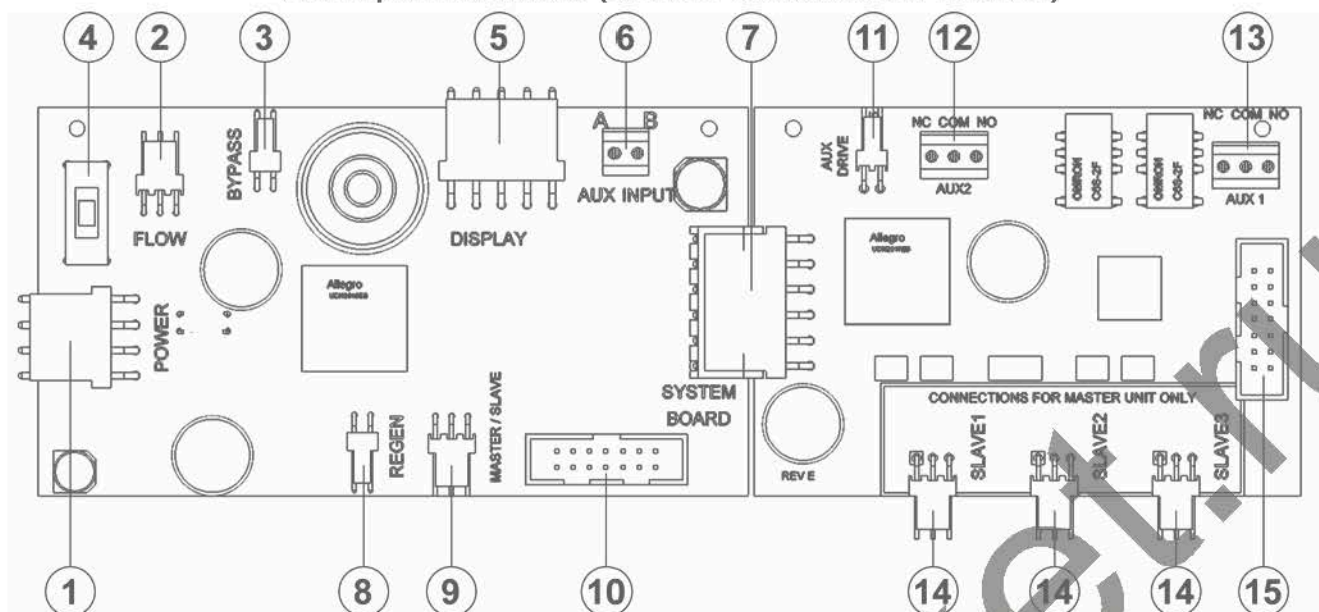 4 2 3 5 6 7 11 12 13
A B
NC COM NO
NC COM NO
BYPASS
AUX
DRIVE
OMRON
OMRON
FLOW
DISPLAY
AUX INPUT
AUX2
AUX 1
Allegro
Allegro
POWER
SYSTEM
BOARD
CONNECTIONS FOR MASTER UNIT ONLY
REGEN
MASTER / SLAVE
SLAVE1
SLAVE2
SLAVE3
REV E
1 8 9 10 14 14 14 15